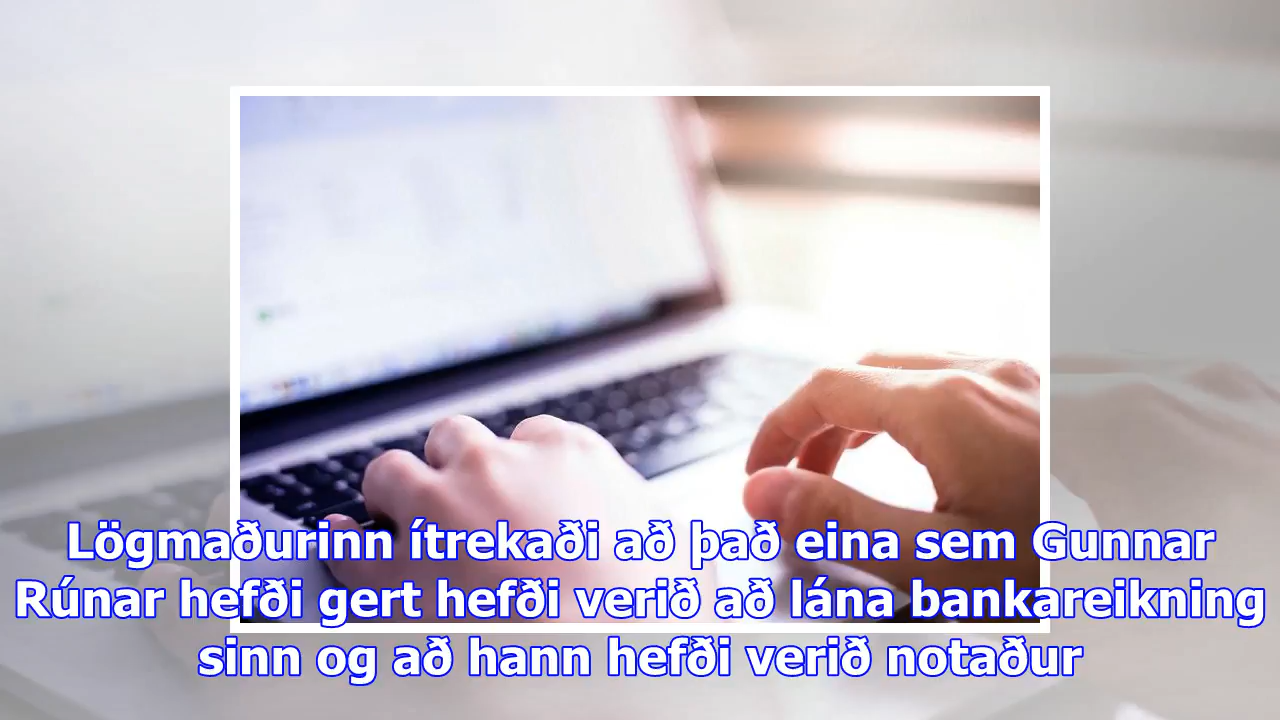 Lögmaðurinn ítrekaði að það eina sem Gunnar
Rúnar hefði gert hefði verið að lána bankareikning
sinn og að hann hefði verið notaður